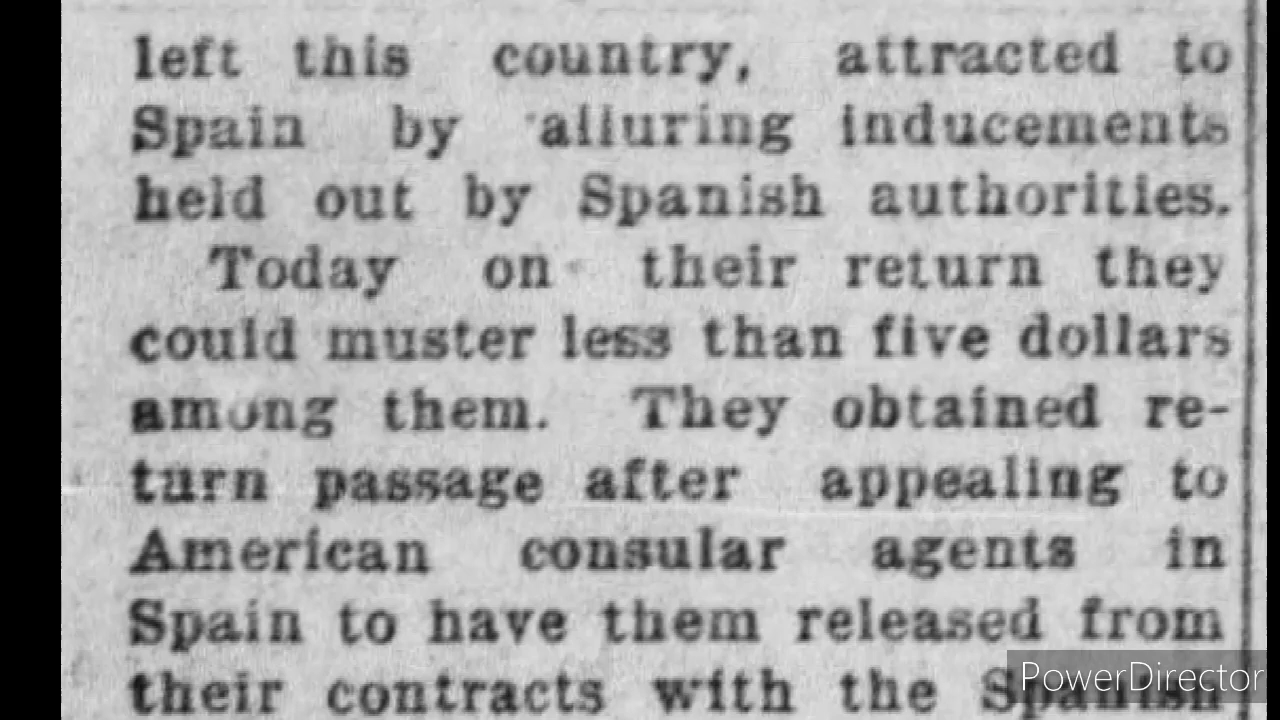 left this country, attracted to
Spain by alluring inducements
held out by Spanish authorities.
Today on their return they
could muster less than five dollars
among them. They obtained re-
turn passage after appealing to
American consular agents in
Spain to have them released from
their contracts with the Spanish
PowerDirector